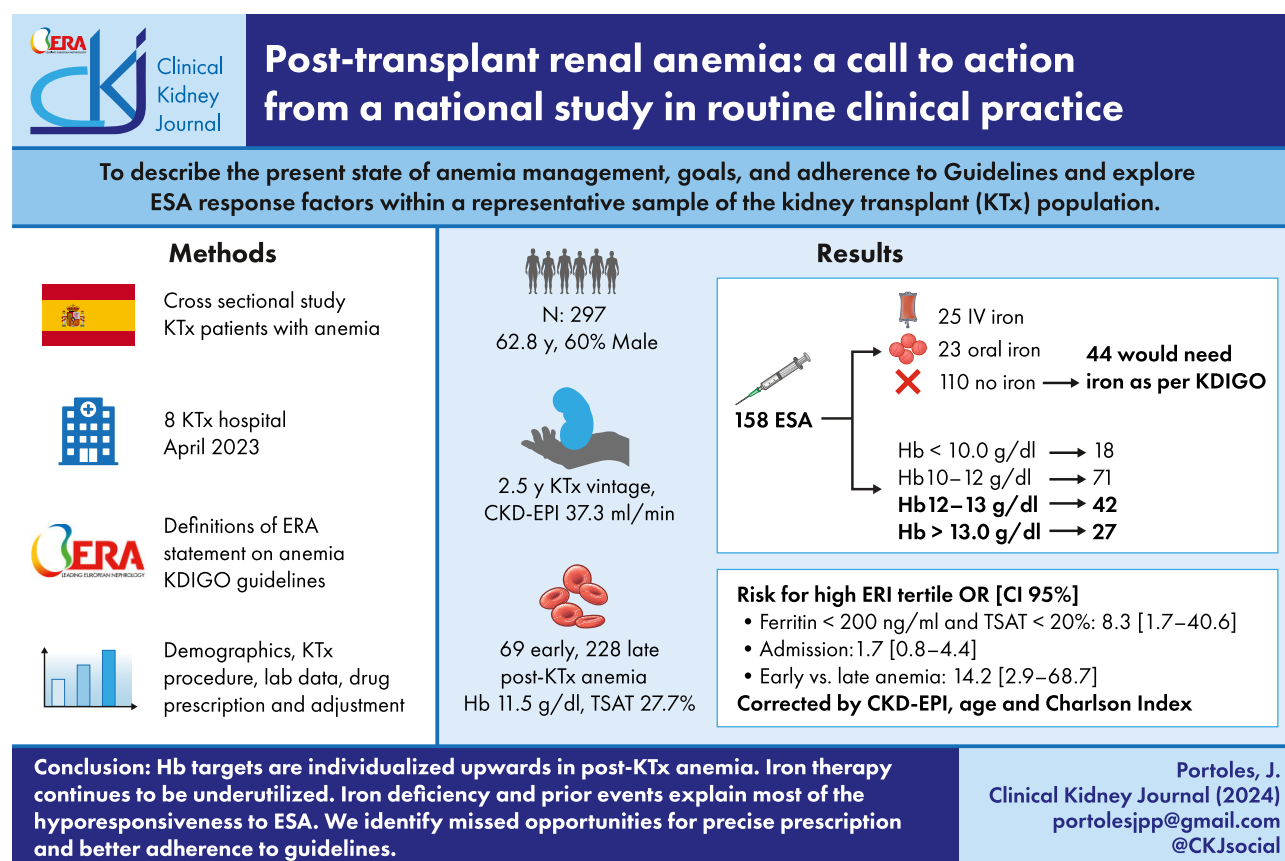 ERA
LEADING EUROPEAN NEPHROLOGY
ckj
Clinical
Kidney
Journal
Post-transplant renal anemia: a call to action
from a national study in routine clinical practice
To describe the present state of anemia management, goals, and adherence to Guidelines and explore
ESA response factors within a representative sample of the kidney transplant (KTx) population.
Methods
Cross sectional study
KTx patients with anemia
8 KTx hospital
April 2023
ERA
LEADING EUROPEAN NEPHROLOGY
Definitions of ERA
statement on anemia
KDIGO guidelines
Demographics, KTx
procedure, lab data, drug
prescription and adjustment
Results
N: 297
62.8 y, 60% Male
2.5 y KTx vintage,
CKD-EPI 37.3 ml/min
69 early, 228 late
post-KTx anemia
Hb 11.5 g/dl, TSAT 27.7%
158 ESA
25 IV iron
23 oral iron
110 no iron
44 would need
iron as per KDIGO
Hb < 10.0 g/dl 18
Hb 10–12 g/dl 71
Hb 12–13 g/dl 42
Hb > 13.0 g/dl 27
Risk for high ERI tertile OR [CI 95%]
• Ferritin < 200 ng/ml and TSAT < 20%: 8.3 [1.7–40.6]
• Admission: 1.7 [0.8–4.4]
• Early vs. late anemia: 14.2 [2.9–68.7]
Corrected by CKD-EPI, age and Charlson Index
Conclusion: Hb targets are individualized upwards in post-KTx anemia. Iron therapy
continues to be underutilized. Iron deficiency and prior events explain most of the
hyporesponsiveness to ESA. We identify missed opportunities for precise prescription
and better adherence to guidelines.
Portoles, J.
Clinical Kidney Journal (2024)
portolesjpp@gmail.com
@CKJsocial